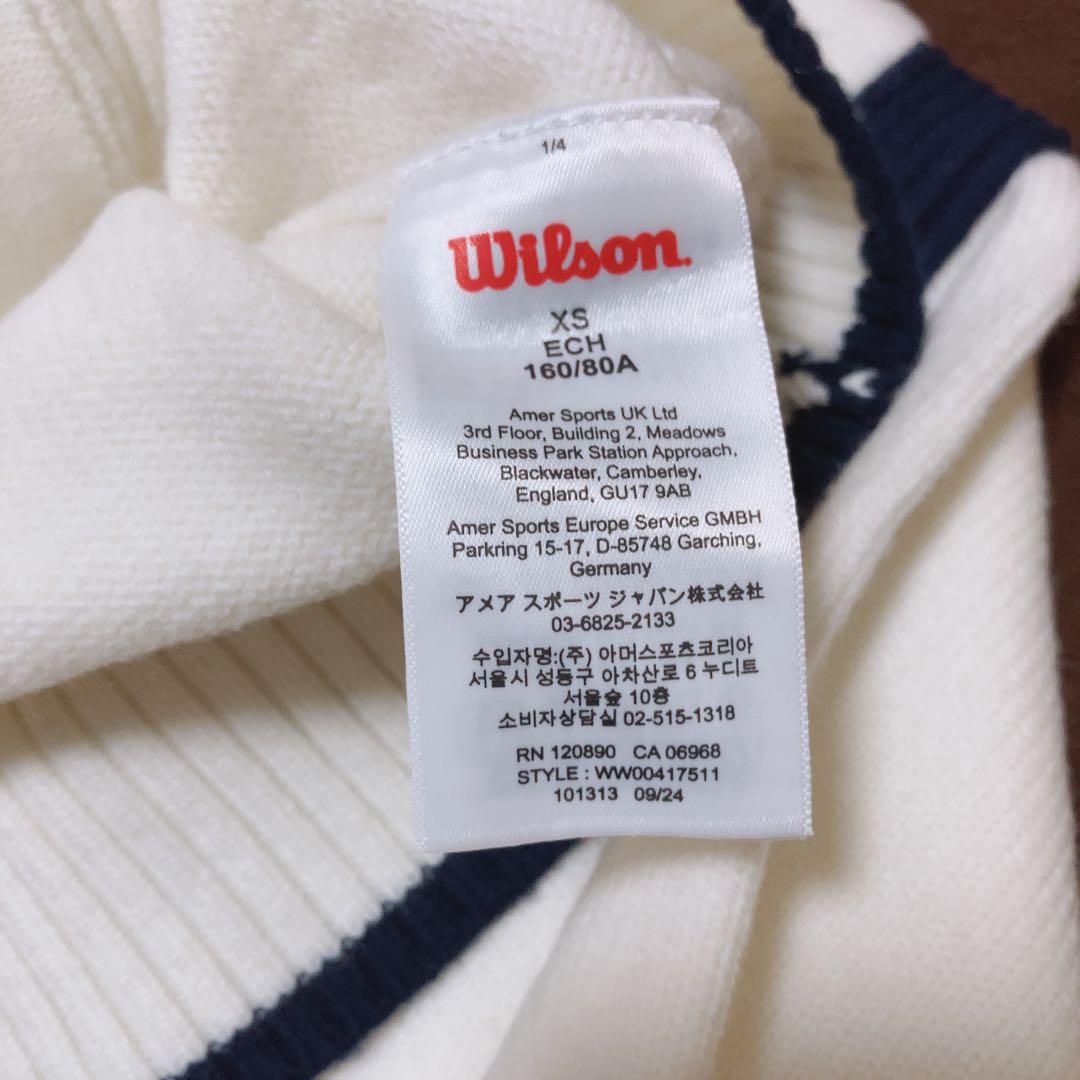 1/4
Wilson.
XS
ECH
160/80A
Amer Sports UK Ltd
3rd Floor, Building 2, Meadows
Business Park Station Approach,
Blackwater, Camberley,
England, GU17 9AB
Amer Sports Europe Service GMBH
Parkring 15-17, D-85748 Garching,
Germany
アメア スポーツ ジャパン株式会社
03-6825-2133
수입자명:(주) 아머스포츠코리아
서울시 성동구 아차산로 6 누디트
서울숲 10층
소비자상담실 02-515-1318
RN 120890 CA 06968
STYLE : WW00417511
101313 09/24